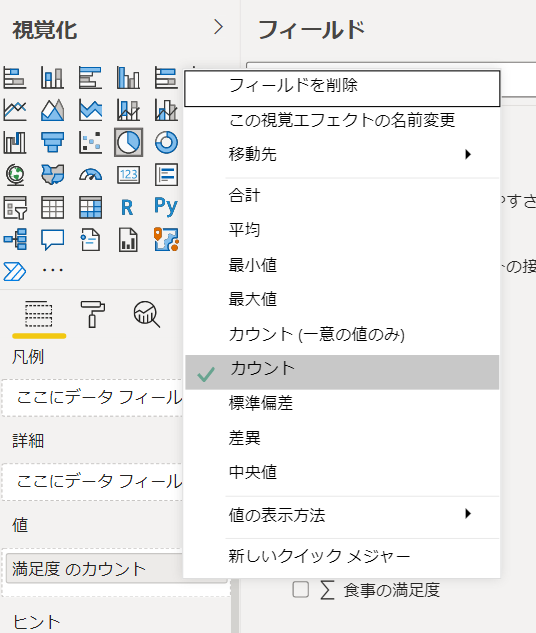 視覚化
フィールド
フィールドを削除
この視覚エフェクトの名前変更
移動先
合計
平均
最小値
最大値
カウント (一意の値のみ)
カウント
標準偏差
差異
中央値
値の表示方法
新しいクイック メジャー
123
R
Py
凡例
ここにデータ フィール
詳細
ここにデータ フィール
値
満足度 のカウント
ヒント
やすさ
の接
食事の満足度